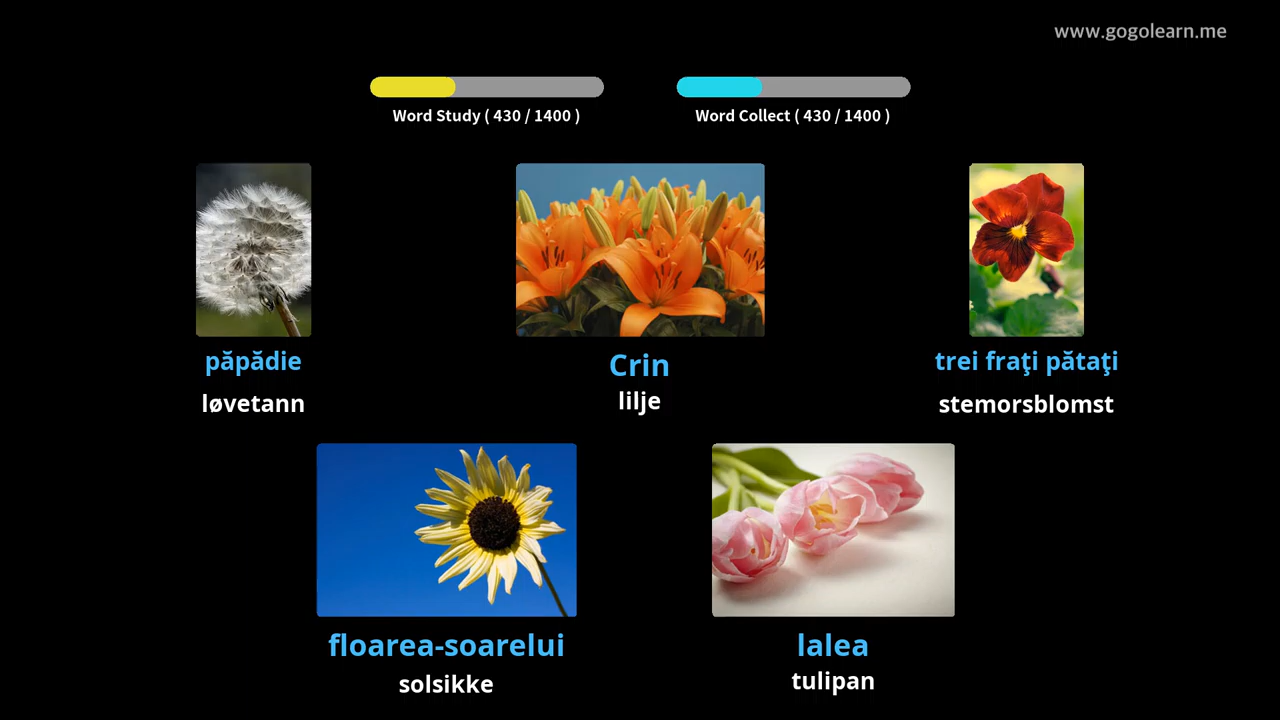 www.gogolearn.me
Word Study ( 430 / 1400 )
Word Collect ( 430 / 1400 )
păpădie
Crin
trei fraţi pătaţi
løvetann
lilje
stemorsblomst
floarea-soarelui
lalea
solsikke
tulipan